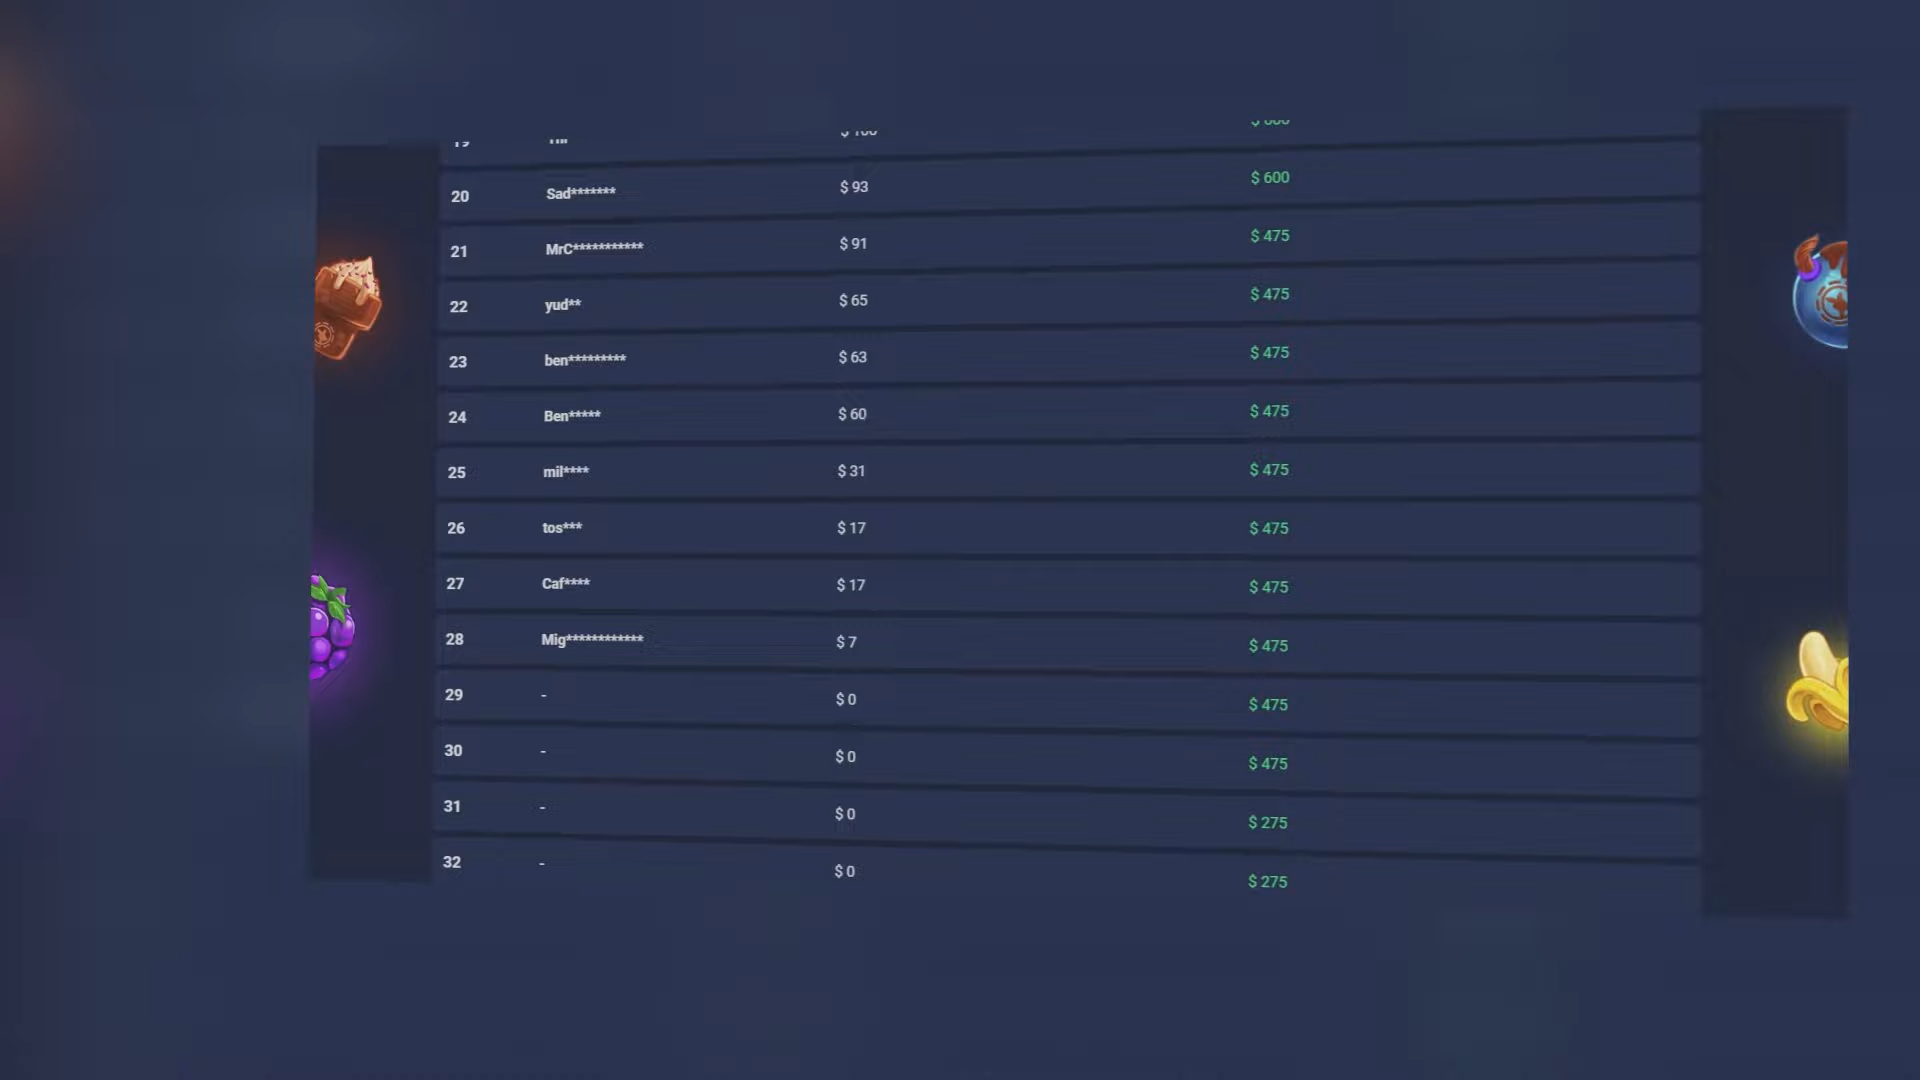 20 Sad******* $ 93 $ 600
21 MrC*********** $ 91 $ 475
22 yud** $ 65 $ 475
23 ben********* $ 63 $ 475
24 Ben***** $ 60 $ 475
25 mil**** $ 31 $ 475
26 tos*** $ 17 $ 475
27 Caf**** $ 17 $ 475
28 Mig************ $ 7 $ 475
29 - $ 0 $ 475
30 - $ 0 $ 475
31 - $ 0 $ 275
32 - $ 0 $ 275